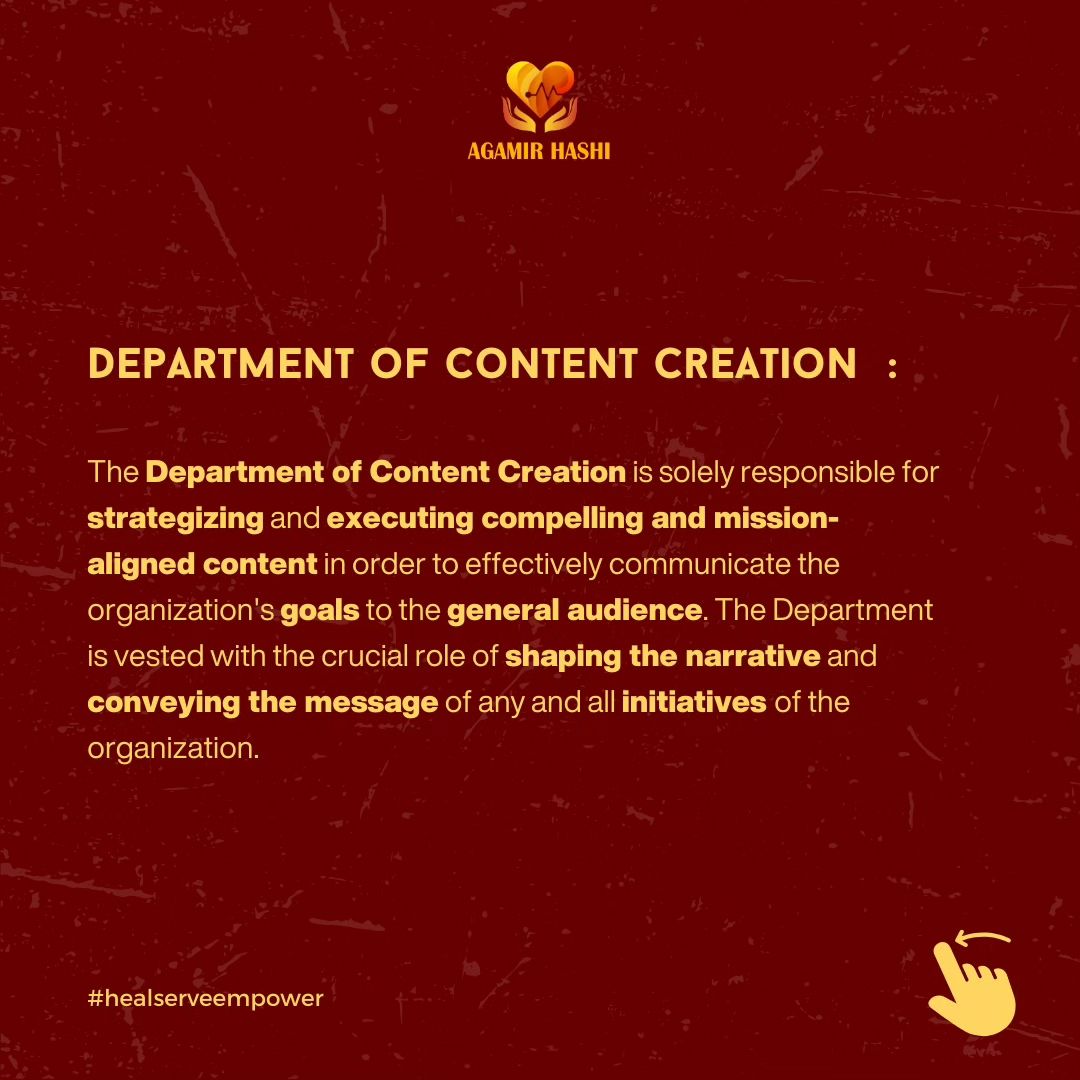 AGAMIR HASHI
DEPARTMENT OF CONTENT CREATION :
The Department of Content Creation is solely responsible for
strategizing and executing compelling and mission-
aligned content in order to effectively communicate the
organization's goals to the general audience. The Department
is vested with the crucial role of shaping the narrative and
conveying the message of any and all initiatives of the
organization.
#healserveempower